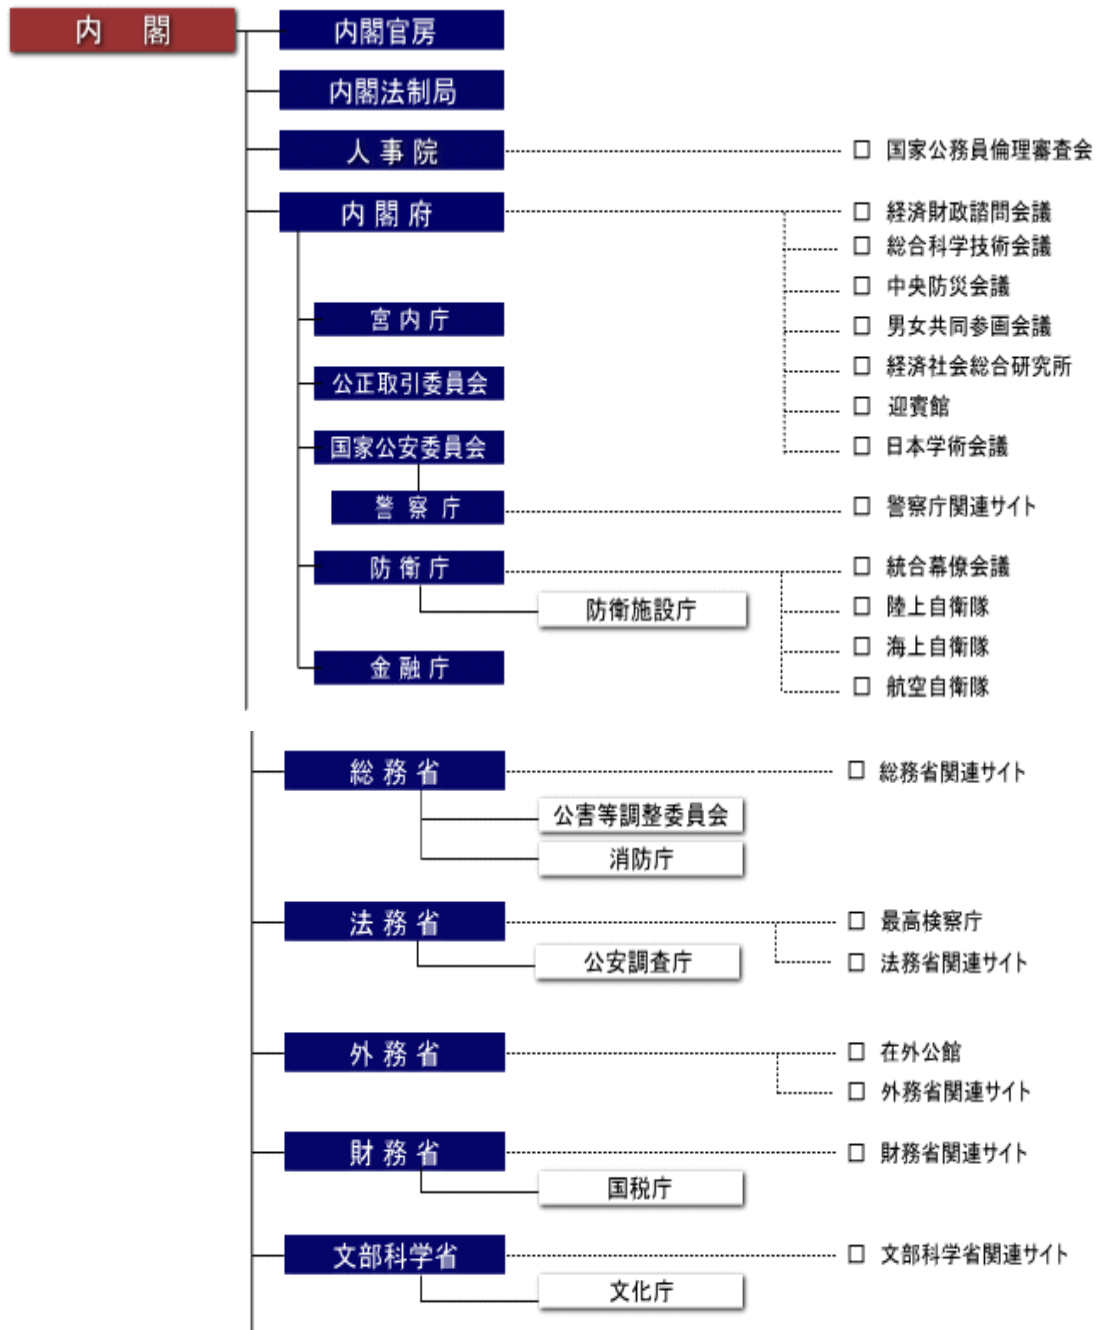 内 閣
内閣官房
内閣法制局
人 事 院
□ 国家公務員倫理審査会
内 閣 府
□ 経済財政諮問会議
□ 総合科学技術会議
□ 中央防災会議
宮 内 庁
□ 男女共同参画会議
公正取引委員会
□ 経済社会総合研究所
□ 迎賓館
国家公安委員会
□ 日本学術会議
警 察 庁
□ 警察庁関連サイト
防 衛 庁
□ 統合幕僚会議
防衛施設庁
□ 陸上自衛隊
□ 海上自衛隊
金 融 庁
□ 航空自衛隊
総 務 省
□ 総務省関連サイト
公害等調整委員会
消防庁
法 務 省
□ 最高検察庁
公安調査庁
□ 法務省関連サイト
外 務 省
□ 在外公館
□ 外務省関連サイト
財 務 省
□ 財務省関連サイト
国税庁
文部科学省
□ 文部科学省関連サイト
文化庁